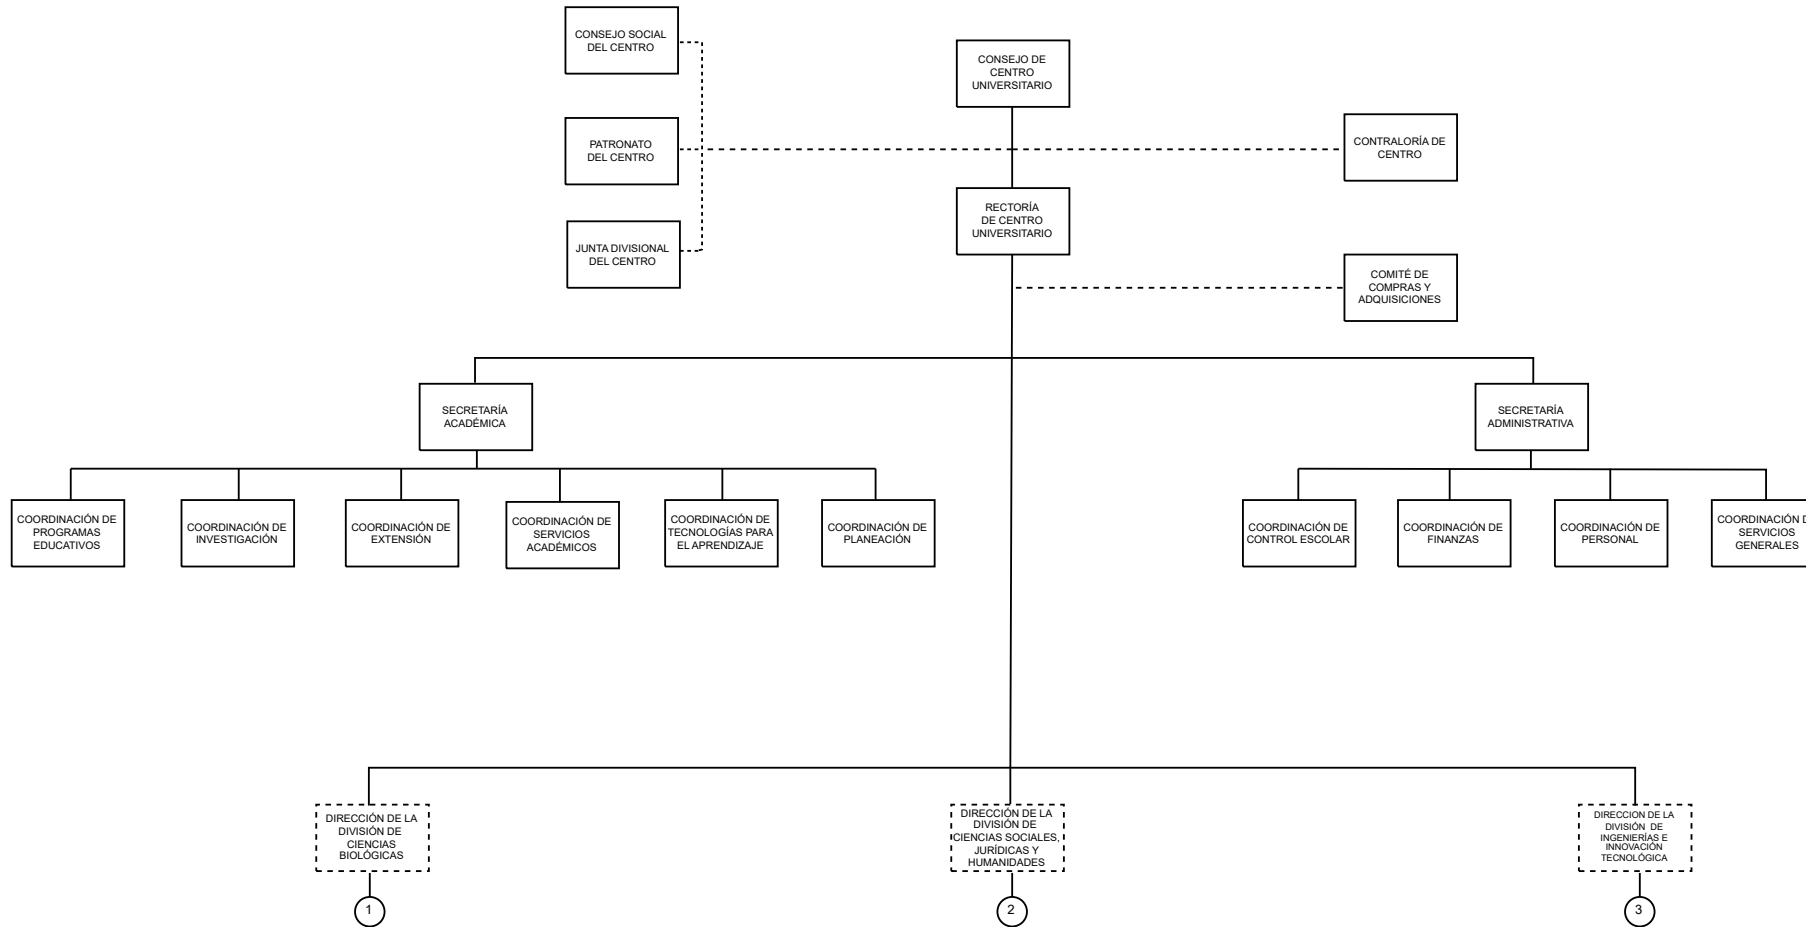 CONSEJO SOCIAL
DEL CENTRO
CONSEJO DE
CENTRO
UNIVERSITARIO
PATRONATO
DEL CENTRO
CONTRALORÍA DE
CENTRO
RECTORÍA
DE CENTRO
UNIVERSITARIO
JUNTA DIVISIONAL
DEL CENTRO
COMITÉ DE
COMPRAS Y
ADQUISICIONES
SECRETARÍA
ACADÉMICA
SECRETARÍA
ADMINISTRATIVA
COORDINACIÓN DE
PROGRAMAS
EDUCATIVOS
COORDINACIÓN DE
INVESTIGACIÓN
COORDINACIÓN DE
EXTENSIÓN
COORDINACIÓN DE
SERVICIOS
ACADÉMICOS
COORDINACIÓN DE
TECNOLOGÍAS PARA
EL APRENDIZAJE
COORDINACIÓN DE
PLANEACIÓN
COORDINACIÓN DE
CONTROL ESCOLAR
COORDINACIÓN DE
FINANZAS
COORDINACIÓN DE
PERSONAL
COORDINACIÓN D
SERVICIOS
GENERALES
DIRECCIÓN DE LA
DIVISIÓN DE
CIENCIAS
BIOLÓGICAS
DIRECCIÓN DE LA
DIVISIÓN DE
CIENCIAS SOCIALES,
JURÍDICAS Y
HUMANIDADES
DIRECCION DE LA
DIVISIÓN DE
INGENIERÍAS E
INNOVACIÓN
TECNOLÓGICA
1
2
3